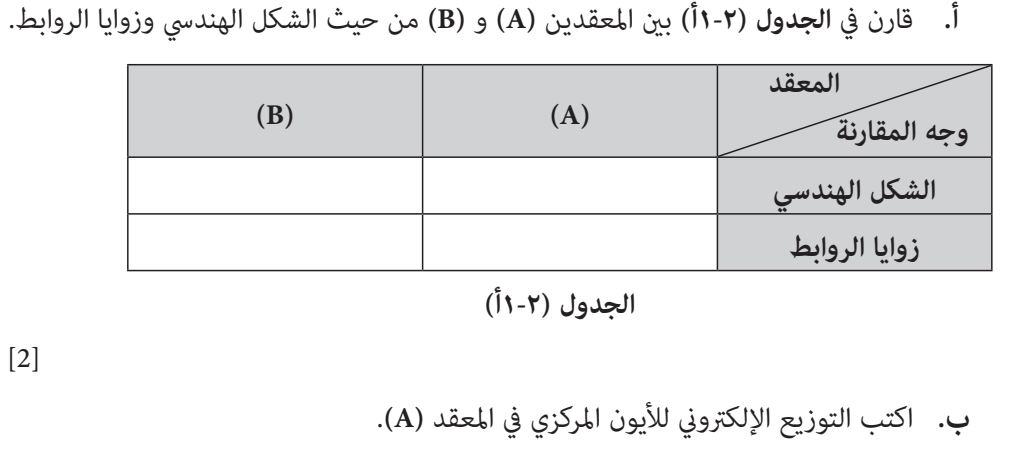 أ. قارن في الجدول (٢-١أ) بين المعقدين (A) و (B) من حيث الشكل الهندسي وزوايا الروابط.
المعقد
وجه المقارنة
(A)
(B)
الشكل الهندسي
زوايا الروابط
الجدول (٢-١أ)
[2]
ب. اكتب التوزيع الإلكتروني للأيون المركزي في المعقد (A).